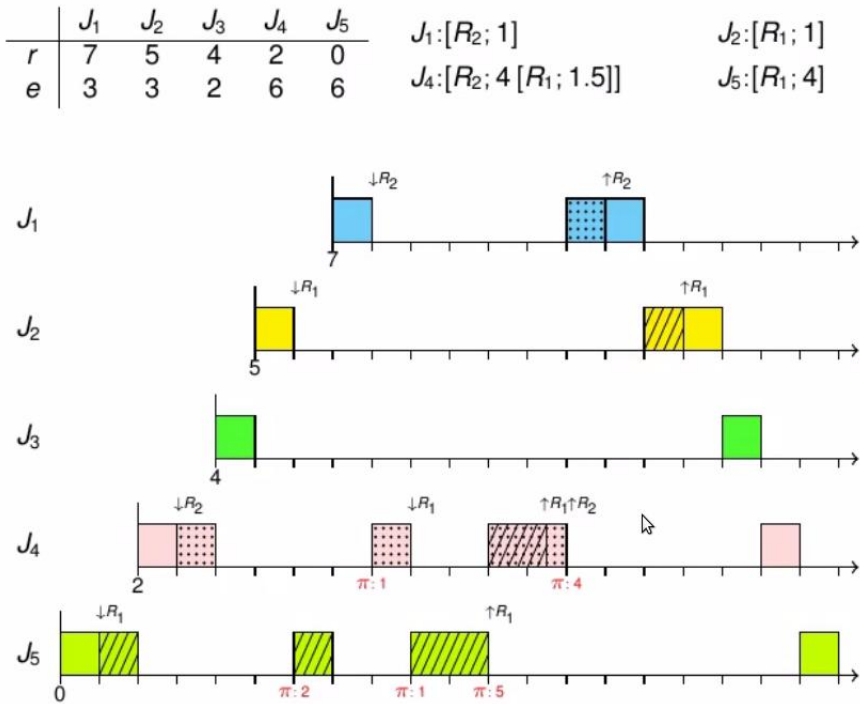 J₁ J₂ J₃ J₄ J₅
r 7 5 4 2 0
e 3 3 2 6 6
J₁:[R₂; 1] J₂:[R₁; 1]
J₄:[R₂; 4 [R₁; 1.5]] J₅:[R₁; 4]
↓R₂ ↑R₂
J₁
7
↓R₁ ↑R₁
J₂
5
J₃
4
↓R₂ ↓R₁ ↑R₁↑R₂
J₄
2 π:1 π:4
↓R₁ ↑R₁
J₅
0 π:2 π:1 π:5